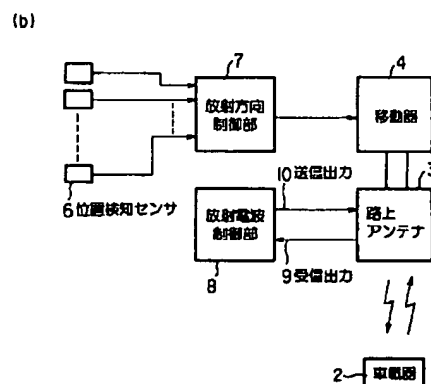 (b)
7
放射方向
制御部
4
移動器
6 位置検知センサ
10 送信出力
放射電波
制御部
8
9 受信出力
3
路上
アンテナ
2
車載器